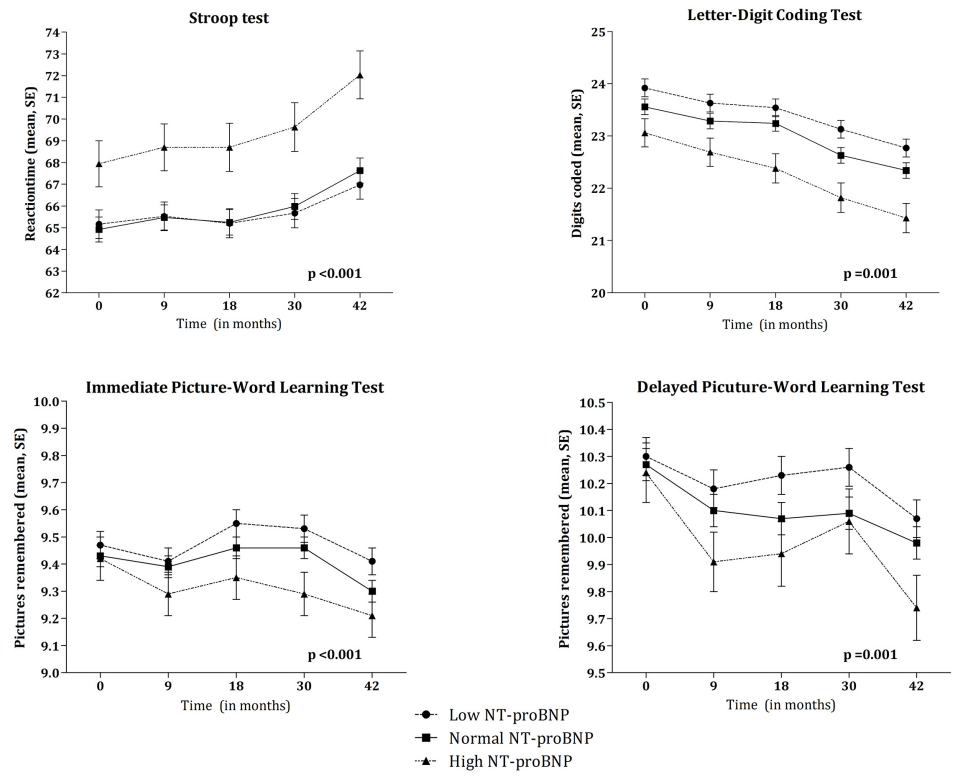 Stroop test
Reactiontime (mean, SE)
74
73
72
71
70
69
68
67
66
65
64
63
62
p <0.001
0 9 18 30 42
Time (in months)
Letter-Digit Coding Test
Digits coded (mean, SE)
25
24
23
22
21
20
p =0.001
0 9 18 30 42
Time (in months)
Immediate Picture-Word Learning Test
Pictures remembered (mean, SE)
10.0
9.9
9.8
9.7
9.6
9.5
9.4
9.3
9.2
9.1
9.0
p <0.001
0 9 18 30 42
Time (in months)
Delayed Picuture-Word Learning Test
Pictures remembered (mean, SE)
10.5
10.4
10.3
10.2
10.1
10.0
9.9
9.8
9.7
9.6
9.5
p =0.001
0 9 18 30 42
Time (in months)
Low NT-proBNP
Normal NT-proBNP
High NT-proBNP